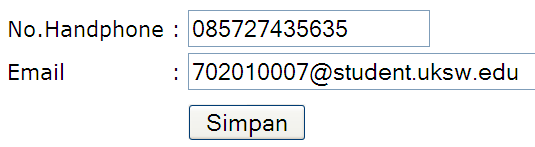 No.Handphone : 085727435635
Email : 702010007@student.uksw.edu
Simpan